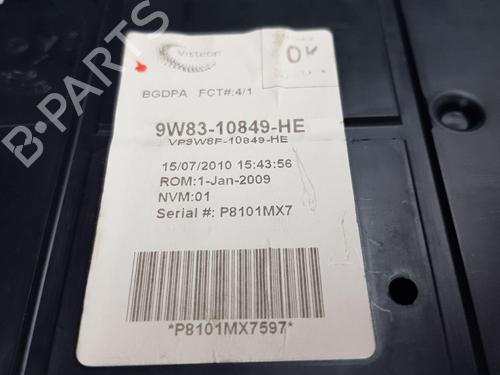 Visteon
OK
BGDPA FCT#:4/1
9W83-10849-HE
VP9W8F-10849-HE
15/07/2010 15:43:56
ROM:1-Jan-2009
NVM:01
Serial #: P8101MX7
*P8101MX7597*
B-PARTS